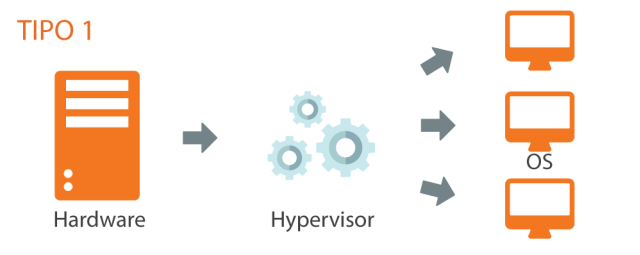 TIPO 1
Hardware
Hypervisor
OS